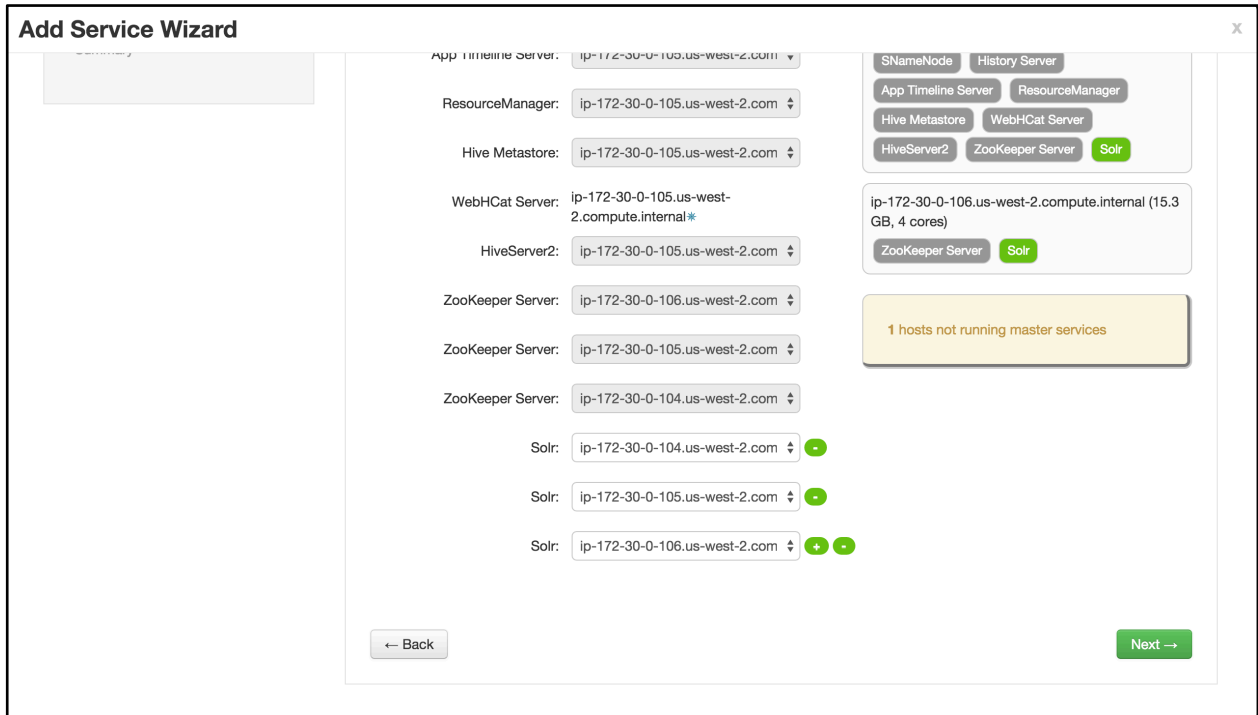 Add Service Wizard
x
Summary
App Timeline Server: ip-172-30-0-105.us-west-2.com
ResourceManager: ip-172-30-0-105.us-west-2.com
Hive Metastore: ip-172-30-0-105.us-west-2.com
WebHCat Server: ip-172-30-0-105.us-west-
2.compute.internal*
HiveServer2: ip-172-30-0-105.us-west-2.com
ZooKeeper Server: ip-172-30-0-106.us-west-2.com
ZooKeeper Server: ip-172-30-0-105.us-west-2.com
ZooKeeper Server: ip-172-30-0-104.us-west-2.com
Solr: ip-172-30-0-104.us-west-2.com -
Solr: ip-172-30-0-105.us-west-2.com -
Solr: ip-172-30-0-106.us-west-2.com + -
SNameNode History Server
App Timeline Server ResourceManager
Hive Metastore WebHCat Server
HiveServer2 ZooKeeper Server Solr
ip-172-30-0-106.us-west-2.compute.internal (15.3
GB, 4 cores)
ZooKeeper Server Solr
1 hosts not running master services
← Back
Next →